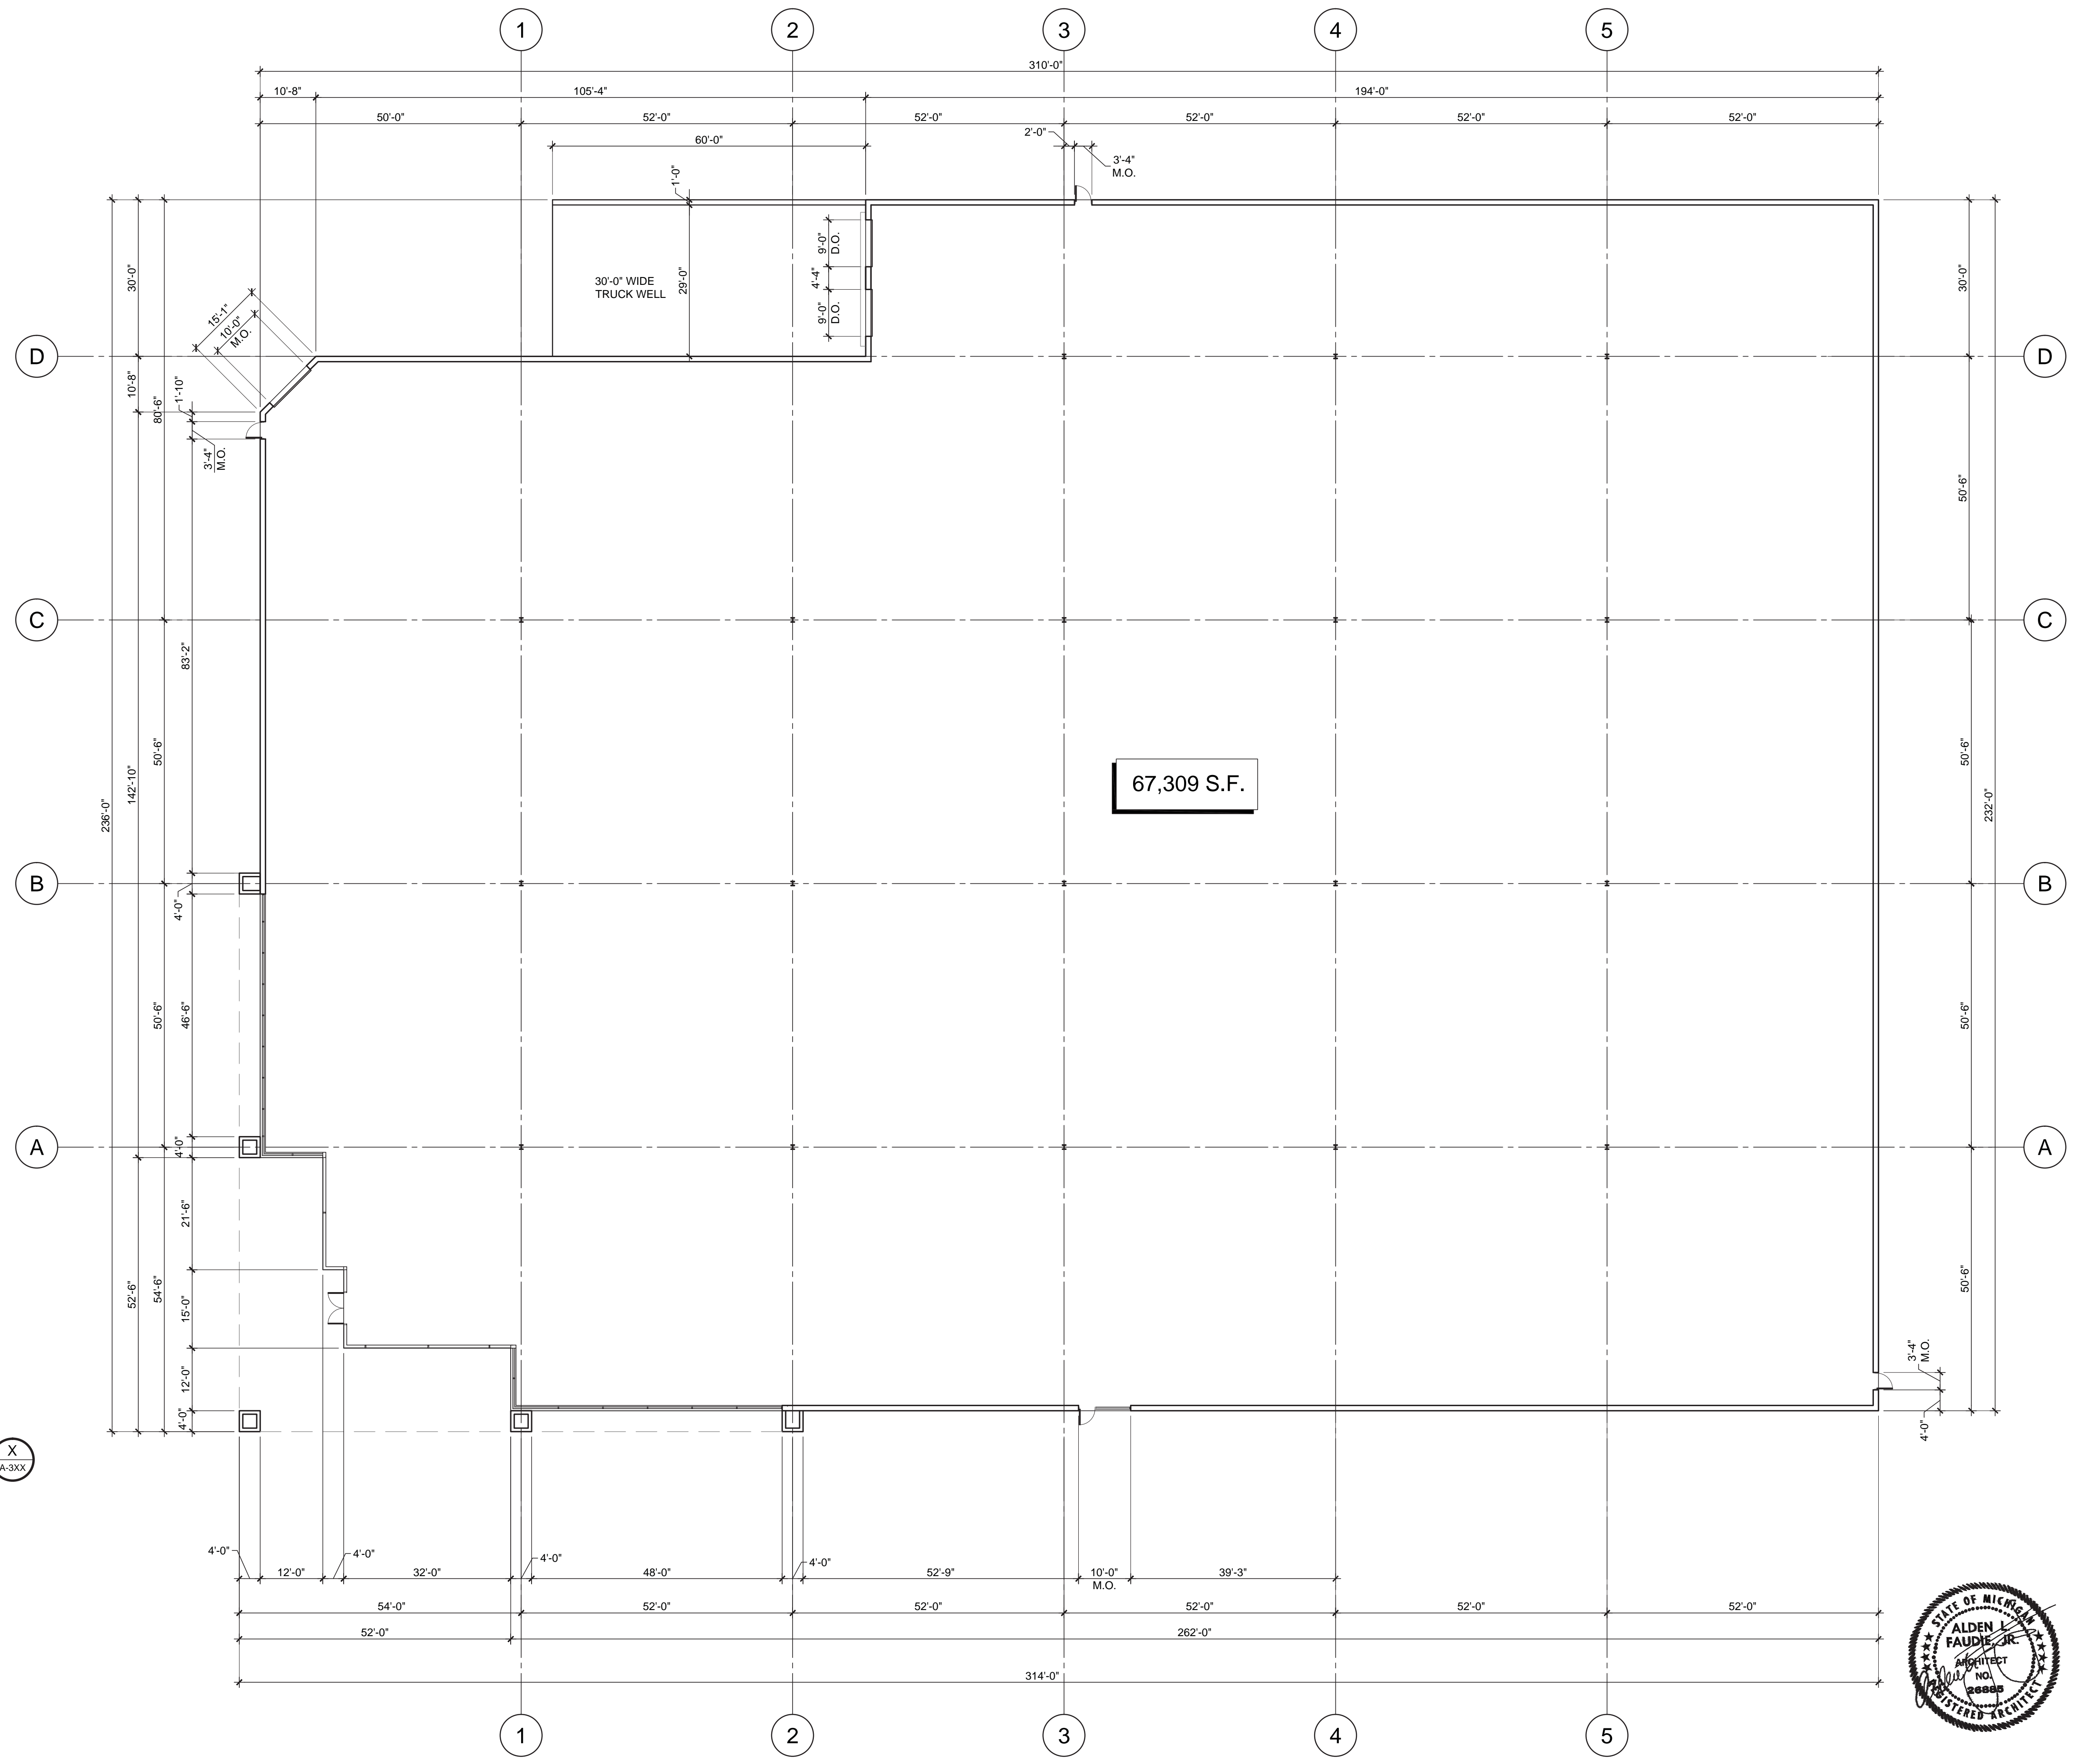 1 2 3 4 5
310'-0"
10'-8" 105'-4" 194'-0"
50'-0" 52'-0" 52'-0" 52'-0" 52'-0" 52'-0"
60'-0"
2'-0"
3'-4"
M.O.
1'-0"
29'-0"
30'-0" WIDE
TRUCK WELL
9'-0"
D.O.
4'-4"
9'-0"
D.O.
30'-0"
30'-0"
15'-1"
10'-0"
M.O.
D
D
10'-8"
80'-6"
1'-10"
3'-4"
M.O.
50'-6"
C
C
83'-2"
50'-6"
142'-10"
236'-0"
67,309 S.F.
50'-6"
232'-0"
B
B
4'-0"
46'-6"
50'-6"
50'-6"
4'-0"
A
A
21'-6"
52'-6"
54'-6"
15'-0"
12'-0"
4'-0"
50'-6"
3'-4"
M.O.
4'-0"
X
A-3XX
4'-0" 12'-0" 4'-0" 32'-0" 4'-0" 48'-0" 4'-0" 52'-9" 10'-0" 39'-3"
M.O.
54'-0" 52'-0" 52'-0" 52'-0" 52'-0" 52'-0"
52'-0" 262'-0"
314'-0"
1 2 3 4 5
STATE OF MICHIGAN
ALDEN L.
FAUDIE, JR.
ARCHITECT
NO.
26885
REGISTERED ARCHITECT